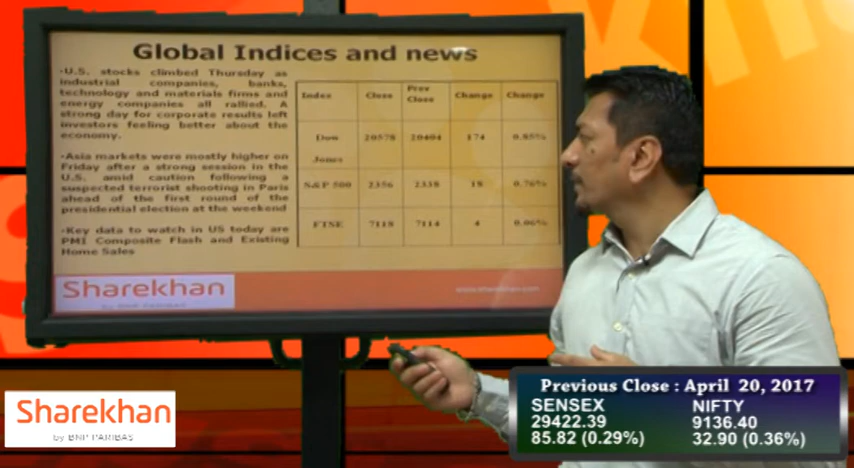 Global Indices and news
-U.S. stocks climbed Thursday as
industrial companies, banks,
technology and materials firms and
energy companies all rallied. A
strong day for corporate results left
investors feeling better about the
economy.
-Asia markets were mostly higher on
Friday after a strong session in the
U.S. amid caution following a
suspected terrorist shooting in Paris
ahead of the first round of the
presidential election at the weekend
-Key data to watch in US today are
PMI Composite Flash and Existing
Home Sales
Index Close Prev Close Change Change
Dow Jones 20578 20404 174 0.85%
S&P 500 2356 2338 18 0.76%
FTSE 7118 7114 4 0.06%
Sharekhan
by BNP PARIBAS
www.sharekhan.com
Sharekhan
by BNP PARIBAS
Previous Close : April 20, 2017
SENSEX NIFTY
29422.39 9136.40
85.82 (0.29%) 32.90 (0.36%)